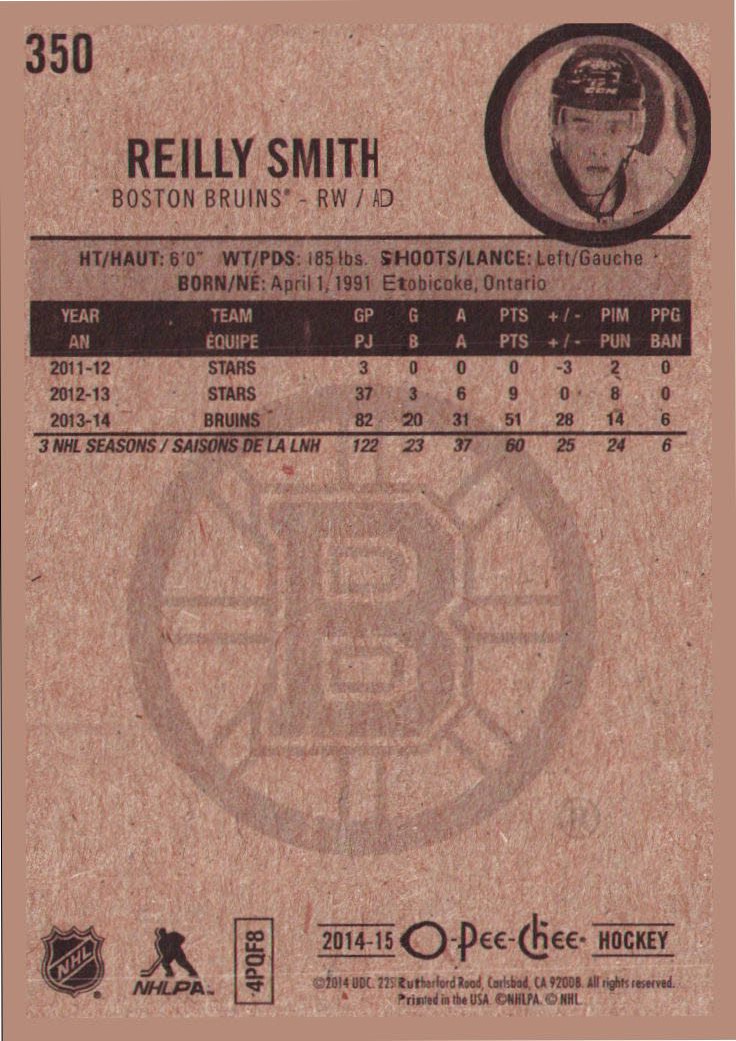 350
REILLY SMITH
BOSTON BRUINS® - RW / AD
HT/HAUT: 6'0" WT/PDS: 185 lbs. SHOOTS/LANCE: Left/Gauche
BORN/NÉ: April 1, 1991 Etobicoke, Ontario
YEAR TEAM GP G A PTS +/- PIM PPG
AN ÉQUIPE PJ B A PTS +/- PUN BAN
2011-12 STARS 3 0 0 0 -3 2 0
2012-13 STARS 37 3 6 9 0 8 0
2013-14 BRUINS 82 20 31 51 28 14 6
3 NHL SEASONS / SAISONS DE LA LNH 122 23 37 60 25 24 6
B
®
NHL
NHLPA™
4PQF8
2014-15 O-Pee-Chee® HOCKEY
©2014 UDC. 2251 Rutherford Road, Carlsbad, CA 92008. All rights reserved.
Printed in the USA ©NHLPA. © NHL.